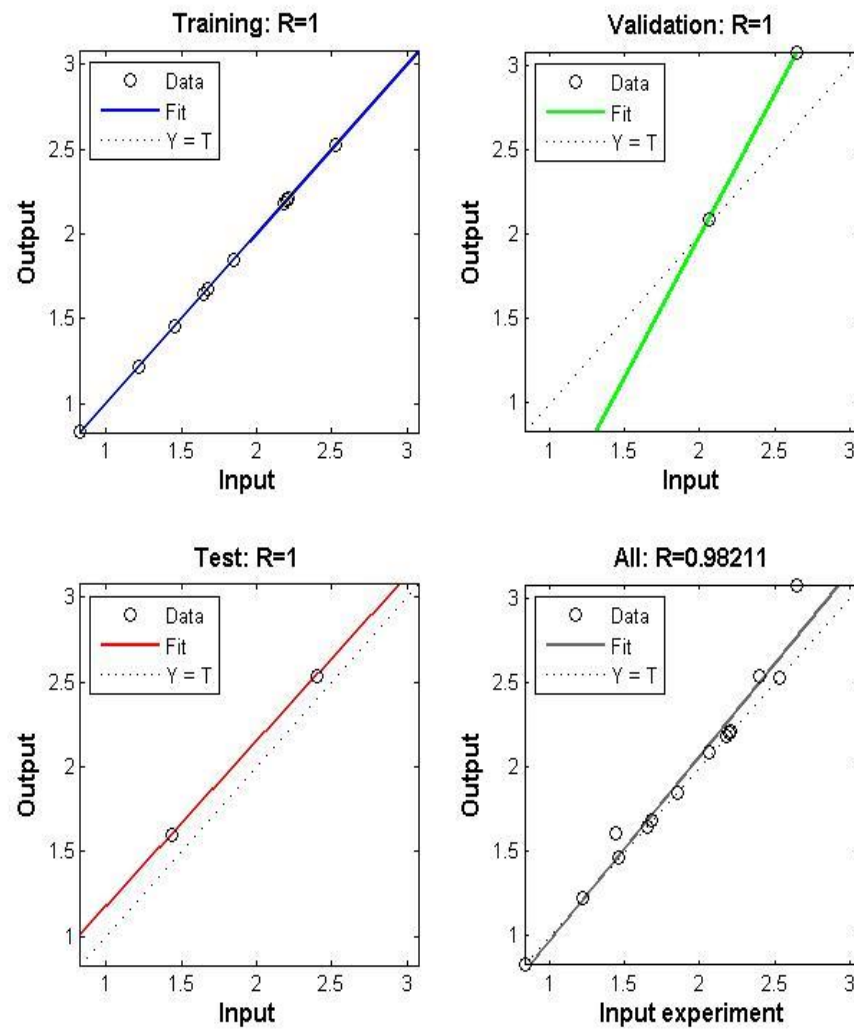 Training: R=1
3
2.5
2
1.5
1
Output
Data
Fit
Y = T
1 1.5 2 2.5 3
Input
Validation: R=1
3
2.5
2
1.5
1
Output
Data
Fit
Y = T
1 1.5 2 2.5 3
Input
Test: R=1
3
2.5
2
1.5
1
Output
Data
Fit
Y = T
1 1.5 2 2.5 3
Input
All: R=0.98211
3
2.5
2
1.5
1
Output
Data
Fit
Y = T
1 1.5 2 2.5 3
Input experiment